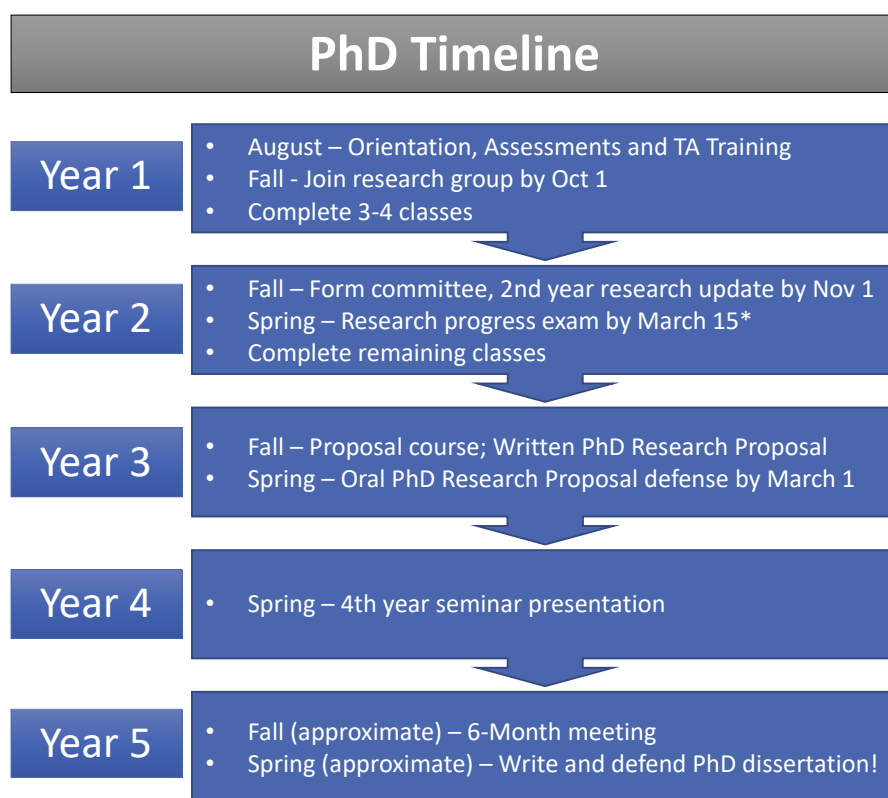 PhD Timeline
Year 1
• August – Orientation, Assessments and TA Training
• Fall - Join research group by Oct 1
• Complete 3-4 classes
Year 2
• Fall – Form committee, 2nd year research update by Nov 1
• Spring – Research progress exam by March 15*
• Complete remaining classes
Year 3
• Fall – Proposal course; Written PhD Research Proposal
• Spring – Oral PhD Research Proposal defense by March 1
Year 4
• Spring – 4th year seminar presentation
Year 5
• Fall (approximate) – 6-Month meeting
• Spring (approximate) – Write and defend PhD dissertation!